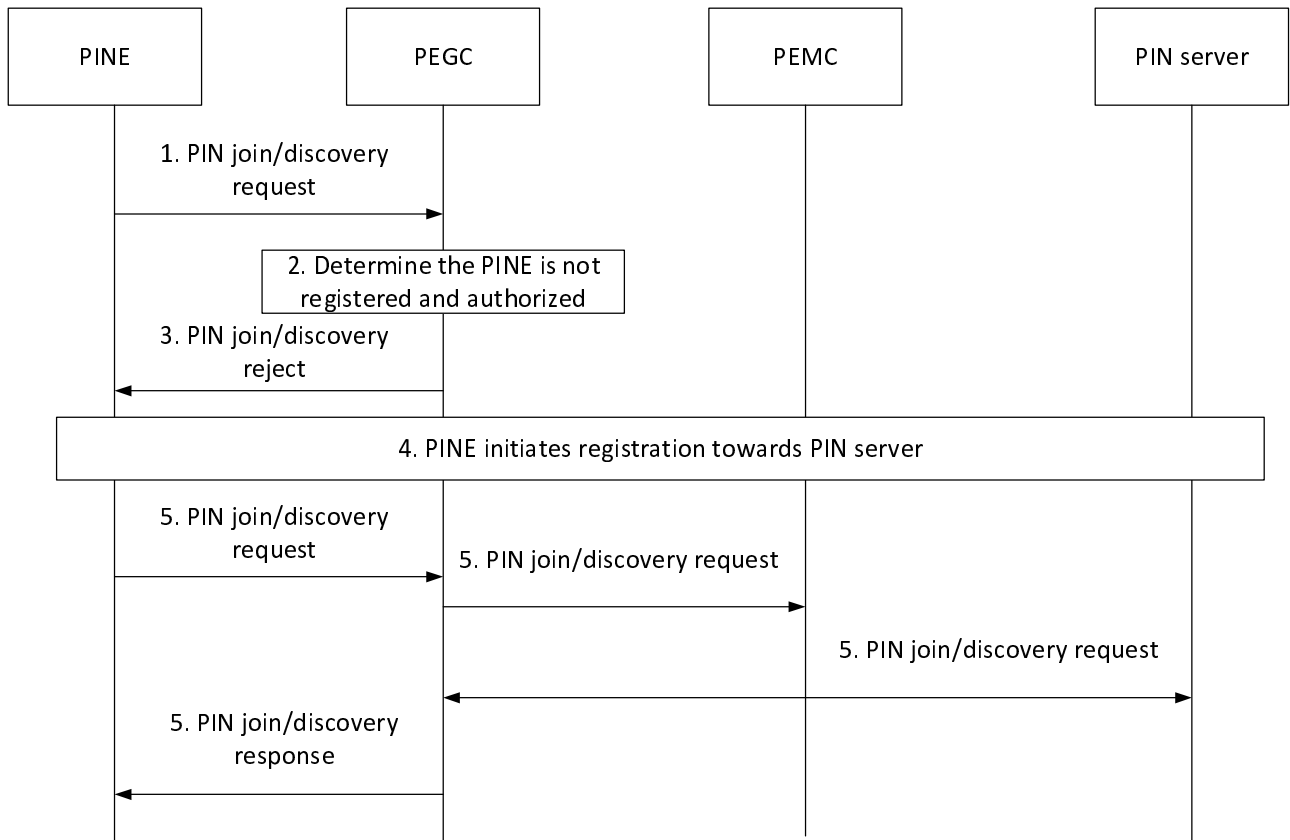 PINE
PEGC
PEMC
PIN server
1. PIN join/discovery
request
2. Determine the PINE is not
registered and authorized
3. PIN join/discovery
reject
4. PINE initiates registration towards PIN server
5. PIN join/discovery
request
5. PIN join/discovery request
5. PIN join/discovery request
5. PIN join/discovery
response